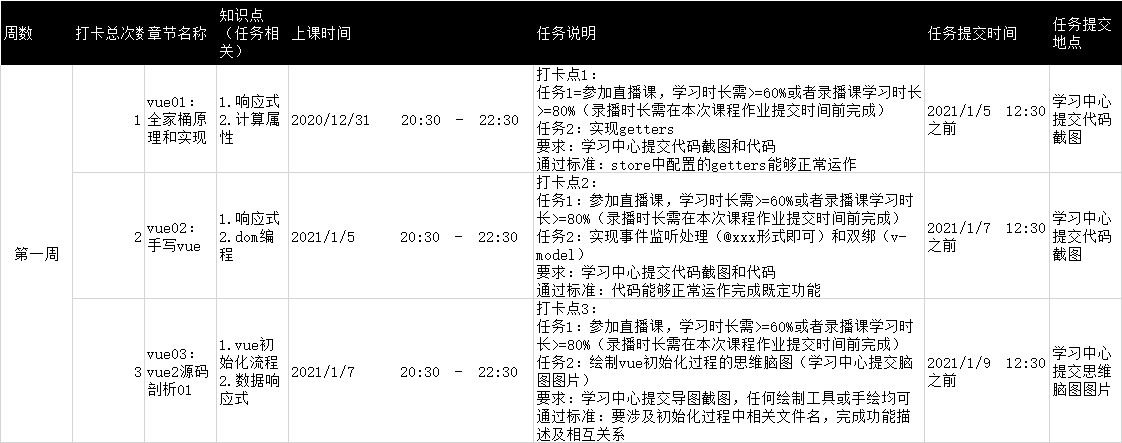 周数
打卡总次数
章节名称
知识点
（任务相
关）
上课时间
任务说明
任务提交时间
任务提交
地点
第一周
1
vue01：
全家桶原
理和实现
1.响应式
2.计算属
性
2020/12/31 20:30 - 22:30
打卡点1：
任务1=参加直播课，学习时长需>=60%或者录播课学习时长
>=80%（录播时长需在本次课程作业提交时间前完成）
任务2：实现getters
要求：学习中心提交代码截图和代码
通过标准：store中配置的getters能够正常运作
2021/1/5 12:30
之前
学习中心
提交代码
截图
2
vue02：
手写vue
1.响应式
2.dom编
程
2021/1/5 20:30 - 22:30
打卡点2：
任务1：参加直播课，学习时长需>=60%或者录播课学习时
长>=80%（录播时长需在本次课程作业提交时间前完成）
任务2：实现事件监听处理（@xxx形式即可）和双绑（v-
model）
要求：学习中心提交代码截图和代码
通过标准：代码能够正常运作完成既定功能
2021/1/7 12:30
之前
学习中心
提交代码
截图
3
vue03：
vue2源码
剖析01
1.vue初
始化流程
2.数据响
应式
2021/1/7 20:30 - 22:30
打卡点3：
任务1：参加直播课，学习时长需>=60%或者录播课学习时
长>=80%（录播时长需在本次课程作业提交时间前完成）
任务2：绘制vue初始化过程的思维脑图（学习中心提交脑
图图片）
要求：学习中心提交导图截图，任何绘制工具或手绘均可
通过标准：要涉及初始化过程中相关文件名，完成功能描
述及相互关系
2021/1/9 12:30
之前
学习中心
提交思维
脑图图片